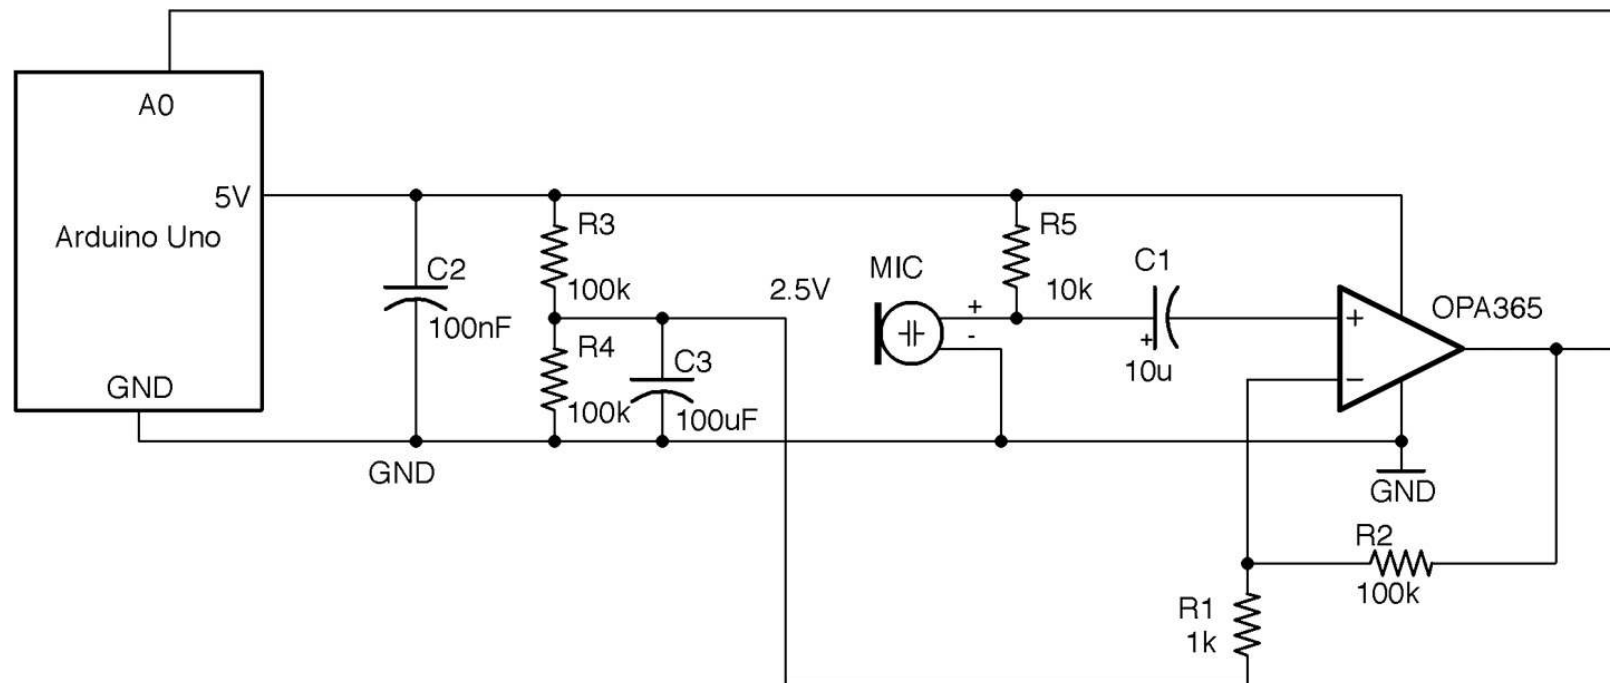 A0
5V
Arduino Uno
GND
C2
100nF
R3
100k
R4
100k
C3
100uF
2.5V
MIC
+
-
R5
10k
C1
+
10u
+
−
OPA365
GND
GND
R2
100k
R1
1k